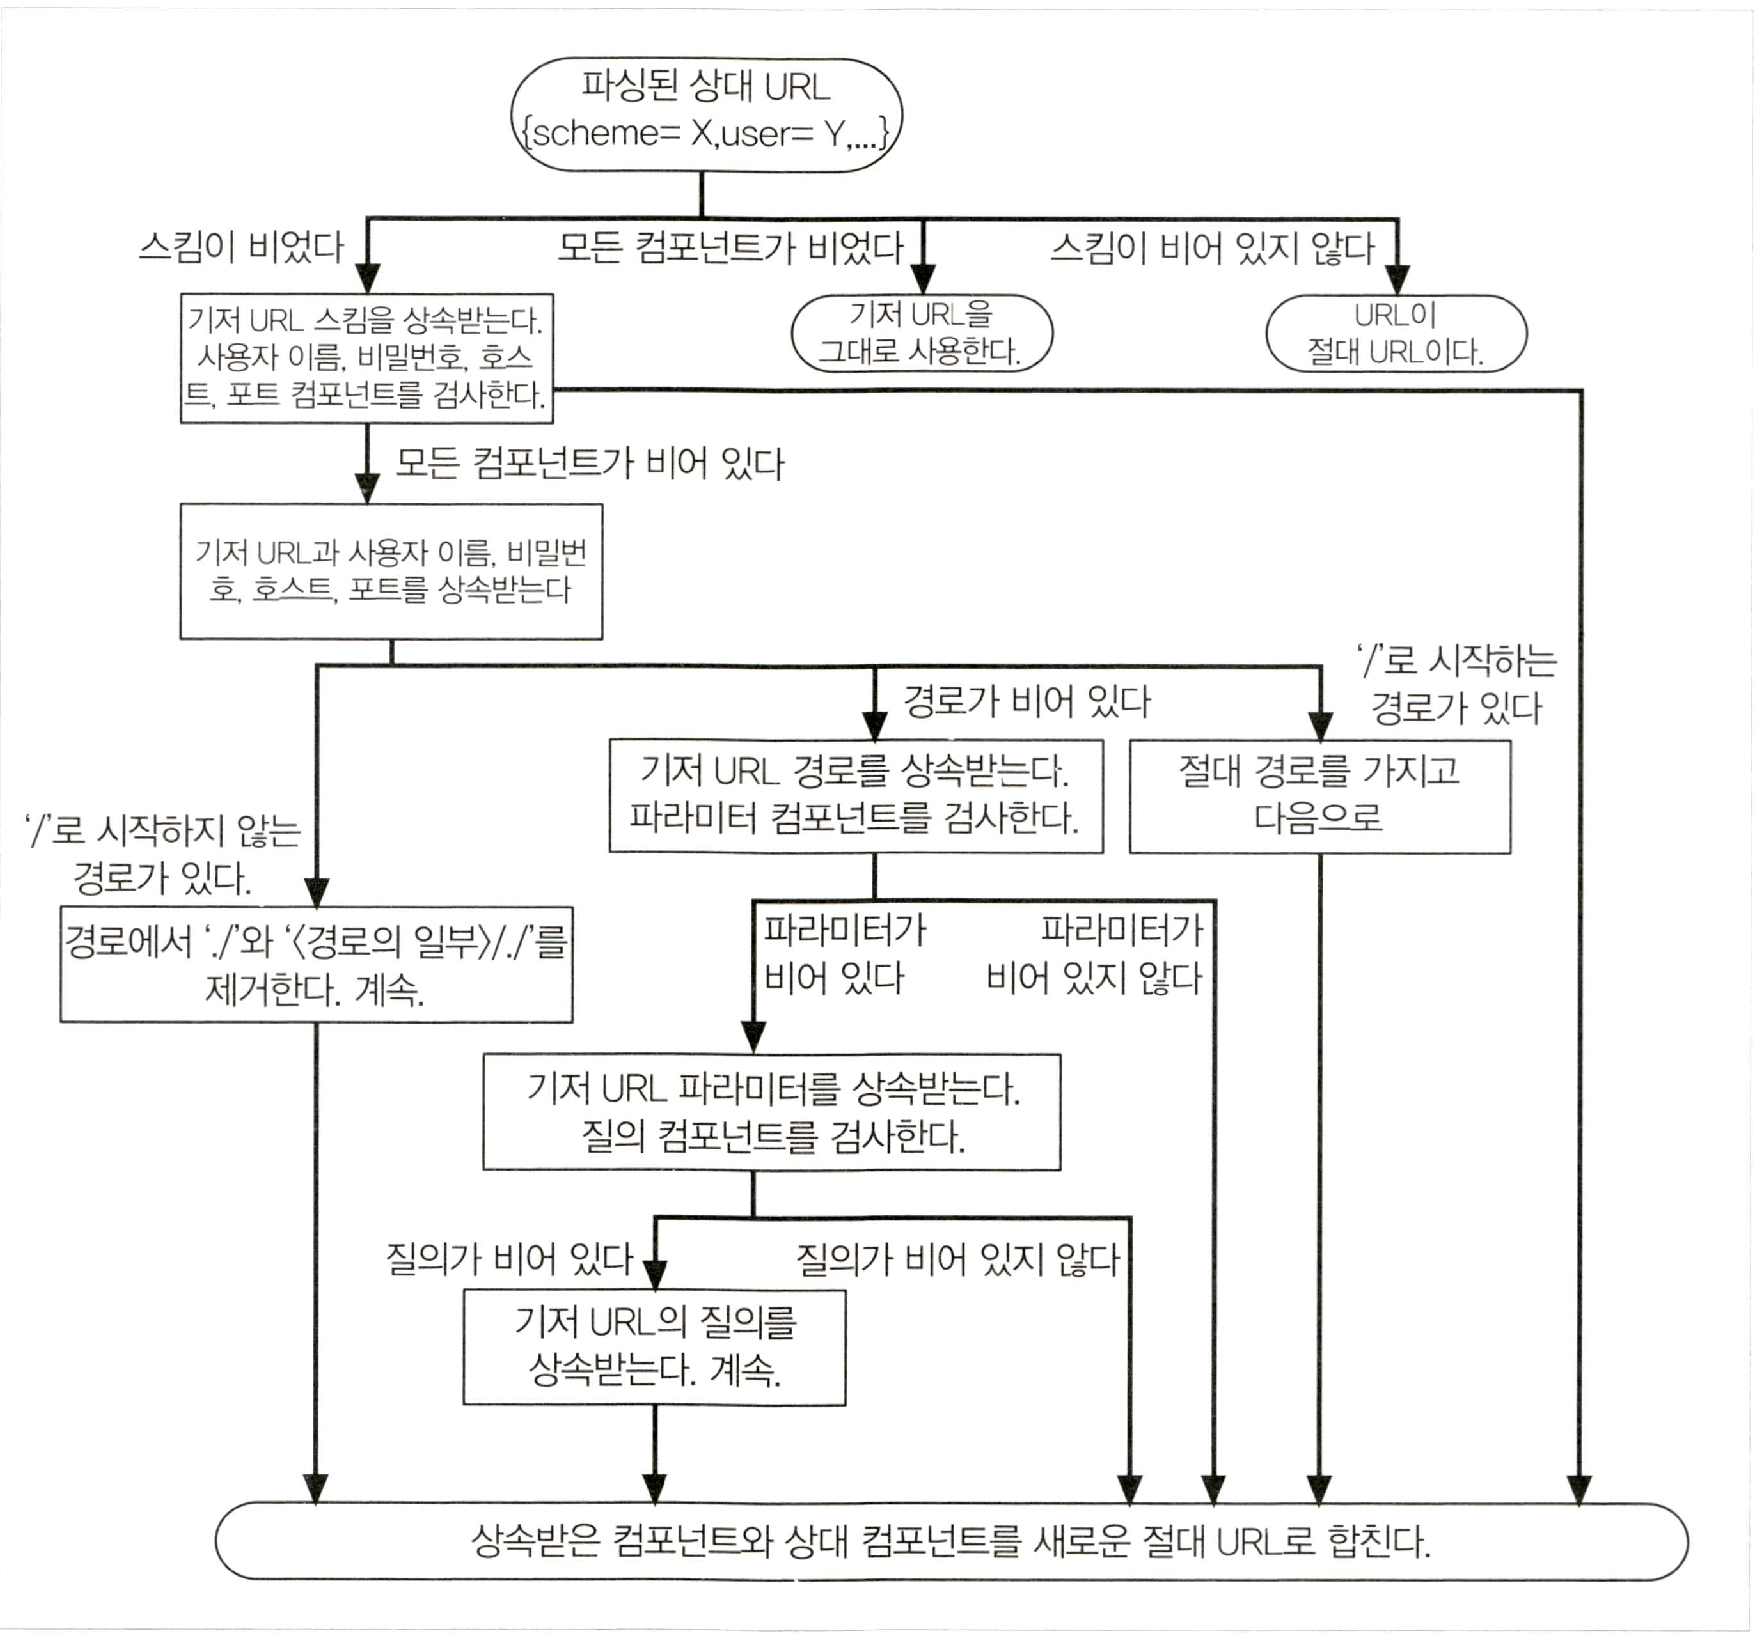 파싱된 상대 URL
{scheme= X,user= Y,...}
스킴이 비었다
모든 컴포넌트가 비었다
스킴이 비어 있지 않다
기저 URL 스킴을 상속받는다.
사용자 이름, 비밀번호, 호스
트, 포트 컴포넌트를 검사한다.
기저 URL을
그대로 사용한다.
URL이
절대 URL이다.
모든 컴포넌트가 비어 있다
기저 URL과 사용자 이름, 비밀번
호, 호스트, 포트를 상속받는다
'/'로 시작하는
경로가 있다
경로가 비어 있다
기저 URL 경로를 상속받는다.
파라미터 컴포넌트를 검사한다.
절대 경로를 가지고
다음으로
'/'로 시작하지 않는
경로가 있다.
경로에서 './'와 '〈경로의 일부〉/./'를
제거한다. 계속.
파라미터가
비어 있다
파라미터가
비어 있지 않다
기저 URL 파라미터를 상속받는다.
질의 컴포넌트를 검사한다.
질의가 비어 있다
질의가 비어 있지 않다
기저 URL의 질의를
상속받는다. 계속.
상속받은 컴포넌트와 상대 컴포넌트를 새로운 절대 URL로 합친다.